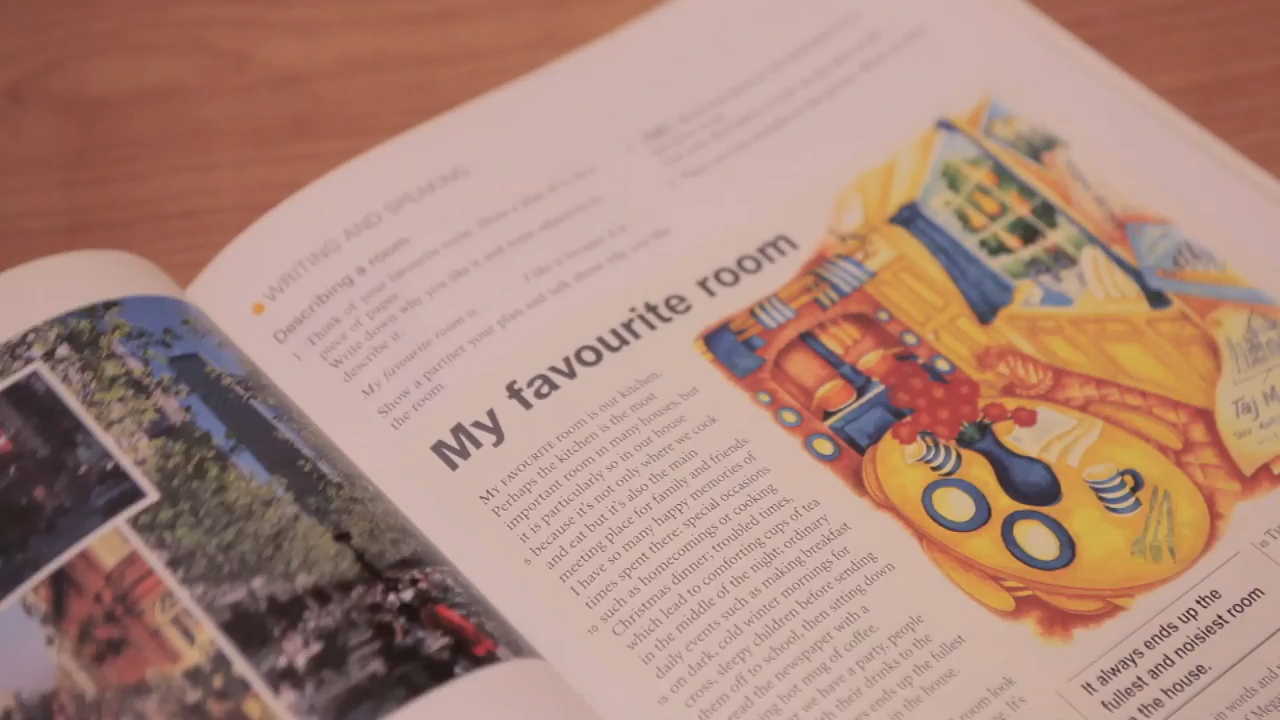 WRITING AND SPEAKING
Describing a room
1 Think of your favourite room. Draw a plan of it on a
piece of paper.
Write down why you like it and some adjectives to
describe it.
My favourite room is ... I like it because it is
Show a partner your plan and talk about why you like
the room.
My favourite room
MY FAVOURITE room is our kitchen.
Perhaps the kitchen is the most
important room in many houses, but
it is particularly so in our house
because it's not only where we cook
5 and eat but it's also the main
meeting place for family and friends.
I have so many happy memories of
times spent there: special occasions
such as homecomings or cooking
10 Christmas dinner; troubled times,
which lead to comforting cups of tea
in the middle of the night; ordinary
daily events such as making breakfast
on dark, cold winter mornings for
15 cross, sleepy children before sending
them off to school, then sitting down
read the newspaper with a
hot mug of coffee.
we have a party, people
their drinks to the
ends up the fullest
in the house.
room look
It's
Taj
It always ends up the
fullest and noisiest room
the house.
in words and